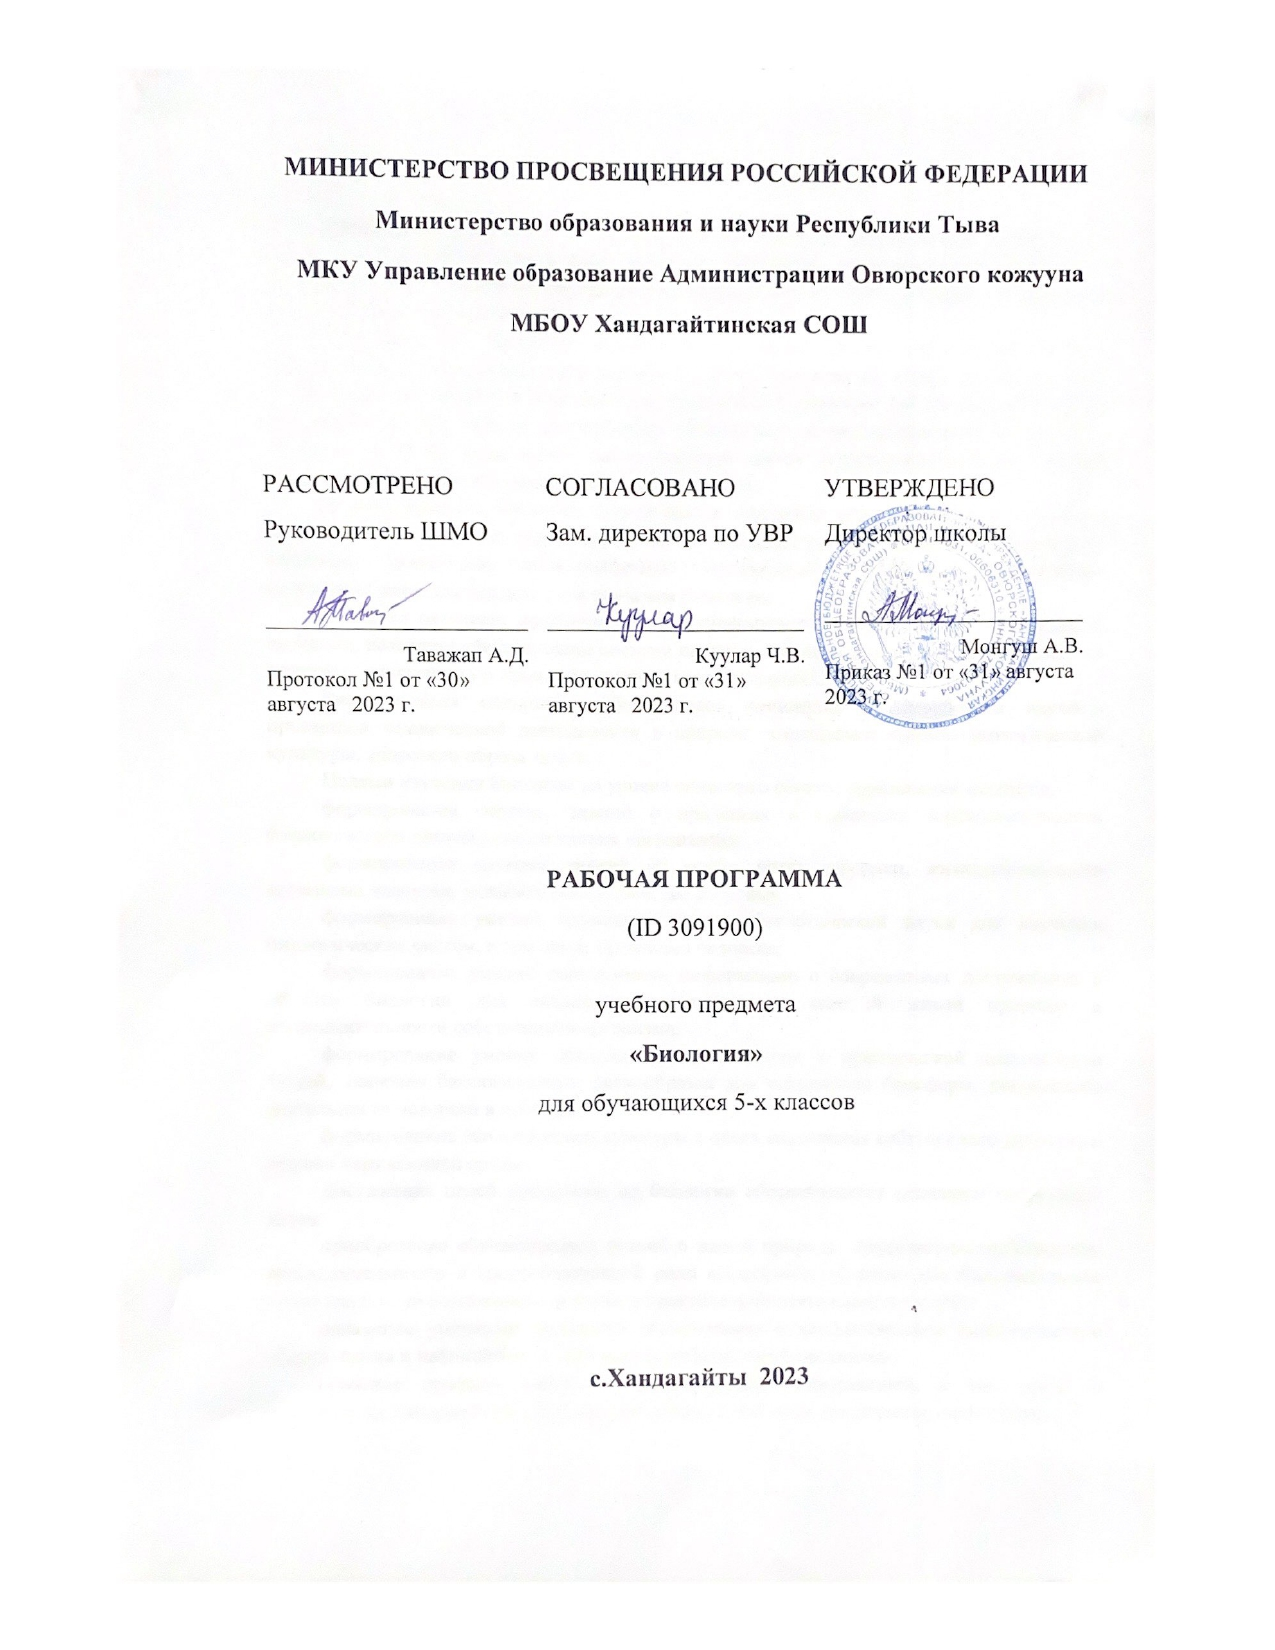 МИНИСТЕРСТВО ПРОСВЕЩЕНИЯ РОССИЙСКОЙ ФЕДЕРАЦИИ
Министерство образования и науки Республики Тыва
МКУ Управление образование Администрации Овюрского кожууна
МБОУ Хандагайтинская СОШ
РАССМОТРЕНО
Руководитель ШМО
Таважап А.Д.
Протокол №1 от «30»
августа 2023 г.
СОГЛАСОВАНО
Зам. директора по УВР
Куулар
Куулар Ч.В.
Протокол №1 от «31»
августа 2023 г.
УТВЕРЖДЕНО
Директор школы
Монгуш А.В.
Приказ №1 от «31» августа
2023 г.
РАБОЧАЯ ПРОГРАММА
(ID 3091900)
учебного предмета
«Биология»
для обучающихся 5-х классов
с.Хандагайты 2023